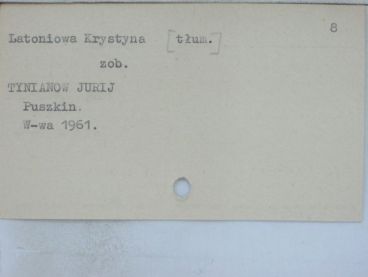 8
Latoniowa Krystyna [tłum.]
zob.
TYNIANOW JURIJ
Puszkin.
W-wa 1961.